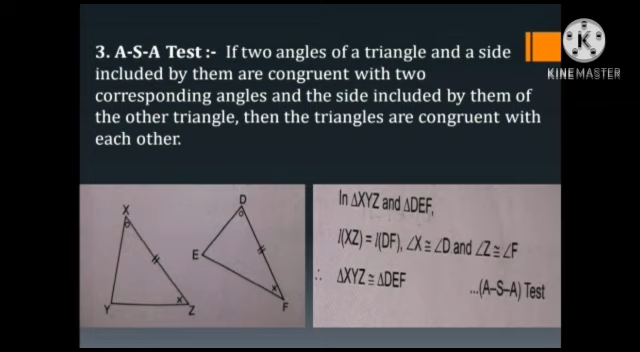 3. A-S-A Test :- If two angles of a triangle and a side
included by them are congruent with two
corresponding angles and the side included by them of
the other triangle, then the triangles are congruent with
each other.
K
KINEMASTER
X
Y
Z
D
E
F
In ΔXYZ and ΔDEF,
l(XZ) = l(DF), ∠X ≅ ∠D and ∠Z ≅ ∠F
∴ ΔXYZ ≅ ΔDEF ...(A–S–A) Test